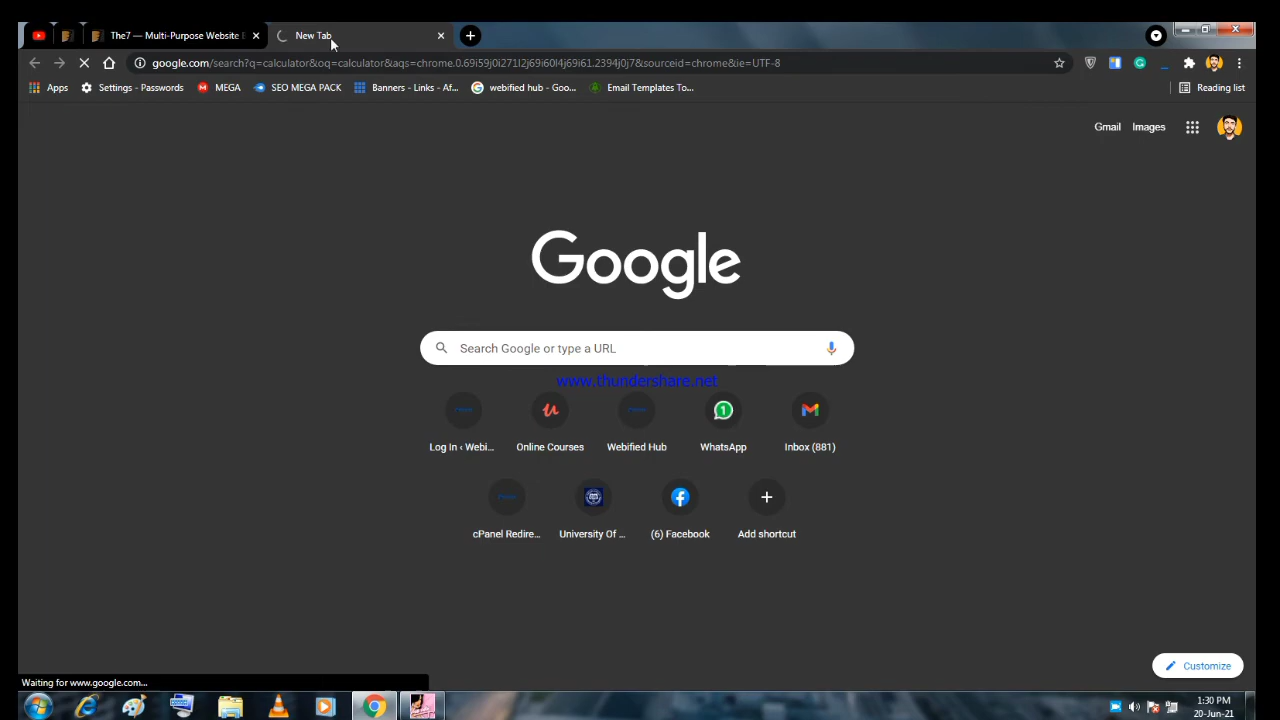 The7 — Multi-Purpose Website
New Tab
google.com/search?q=calculator&oq=calculator&aqs=chrome.0.69i59j0i271l2j69i60l4j69i61.2394j0j7&sourceid=chrome&ie=UTF-8
Apps
Settings - Passwords
MEGA
SEO MEGA PACK
Banners - Links - Af...
webified hub - Goo...
Email Templates To...
Reading list
Gmail
Images
Google
Search Google or type a URL
www.thundershare.net
Log In ‹ Webi...
Online Courses
Webified Hub
WhatsApp
Inbox (881)
cPanel Redire...
University Of ...
(6) Facebook
Add shortcut
Customize
Waiting for www.google.com...
1:30 PM
20-Jun-21